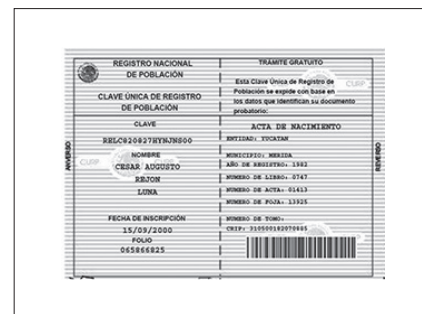 REGISTRO NACIONAL
DE POBLACIÓN
CLAVE ÚNICA DE REGISTRO
DE POBLACIÓN
CLAVE
RELC820827HYNJNS00
NOMBRE
CESAR AUGUSTO
REJON
LUNA
FECHA DE INSCRIPCIÓN
15/09/2000
FOLIO
065866825
ANVERSO
TRAMITE GRATUITO
Esta Clave Única de Registro de
Población se expide con base en
los datos que identifican su documento
probatorio:
ACTA DE NACIMIENTO
ENTIDAD: YUCATAN
MUNICIPIO: MERIDA
AÑO DE REGISTRO: 1982
NUMERO DE LIBRO: 0747
NUMERO DE ACTA: 01413
NUMERO DE FOJA: 13925
NUMERO DE TOMO:
CRIP:
REVERSO
CURP
CURP